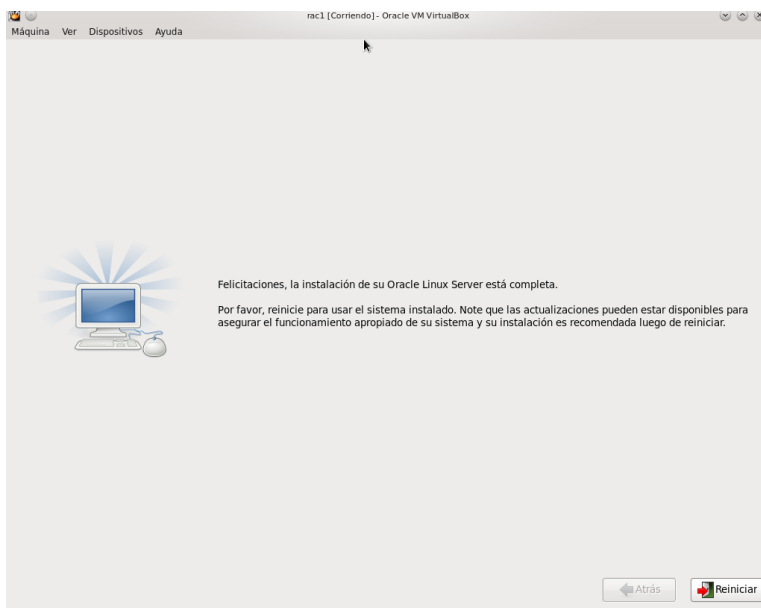 rac1 [Corriendo] - Oracle VM VirtualBox
Máquina Ver Dispositivos Ayuda
Felicitaciones, la instalación de su Oracle Linux Server está completa.
Por favor, reinicie para usar el sistema instalado. Note que las actualizaciones pueden estar disponibles para
asegurar el funcionamiento apropiado de su sistema y su instalación es recomendada luego de reiniciar.
Atrás
Reiniciar